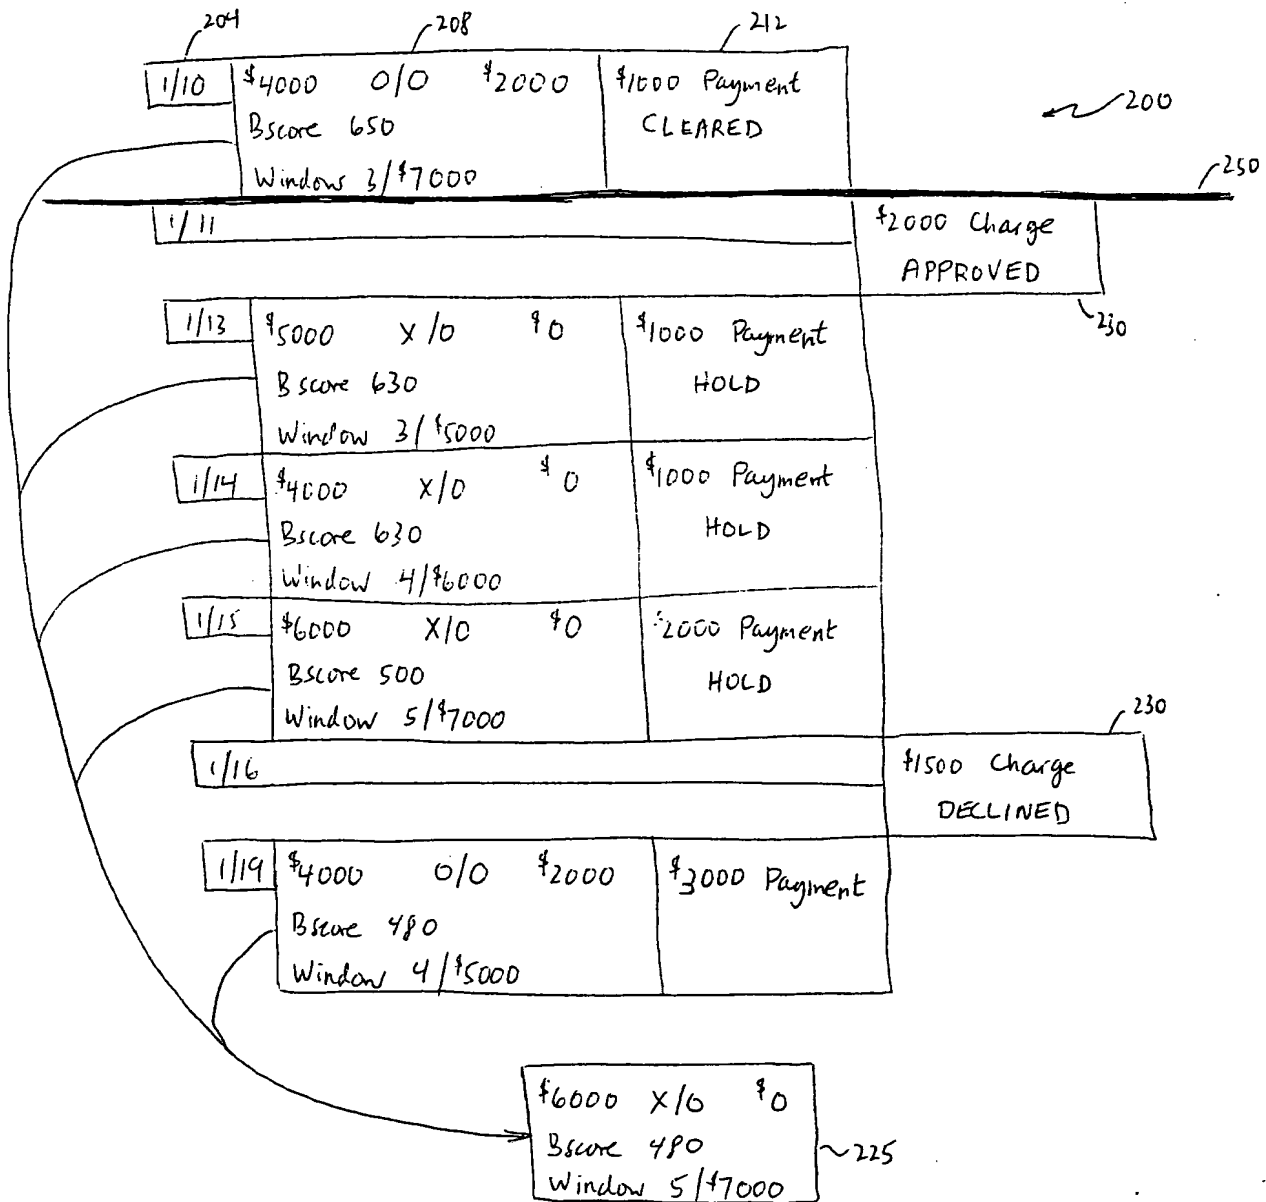 204 208 212
1/10 $4000 0/0 $2000 $1000 Payment
200
Bscore 650 CLEARED
Window 3/$7000
250
1/11 $2000 Charge
APPROVED
230
1/13 $5000 X/0 $0 $1000 Payment
Bscore 630 HOLD
Window 3/$5000
1/14 $4000 X/0 $0 $1000 Payment
Bscore 630 HOLD
Window 4/$6000
1/15 $6000 X/0 $0 $2000 Payment
Bscore 500 HOLD
Window 5/$7000
230
1/16 $1500 Charge
DECLINED
1/19 $4000 0/0 $2000 $3000 Payment
Bscore 480
Window 4/$5000
$6000 X/0 $0
Bscore 480 225
Window 5/$7000